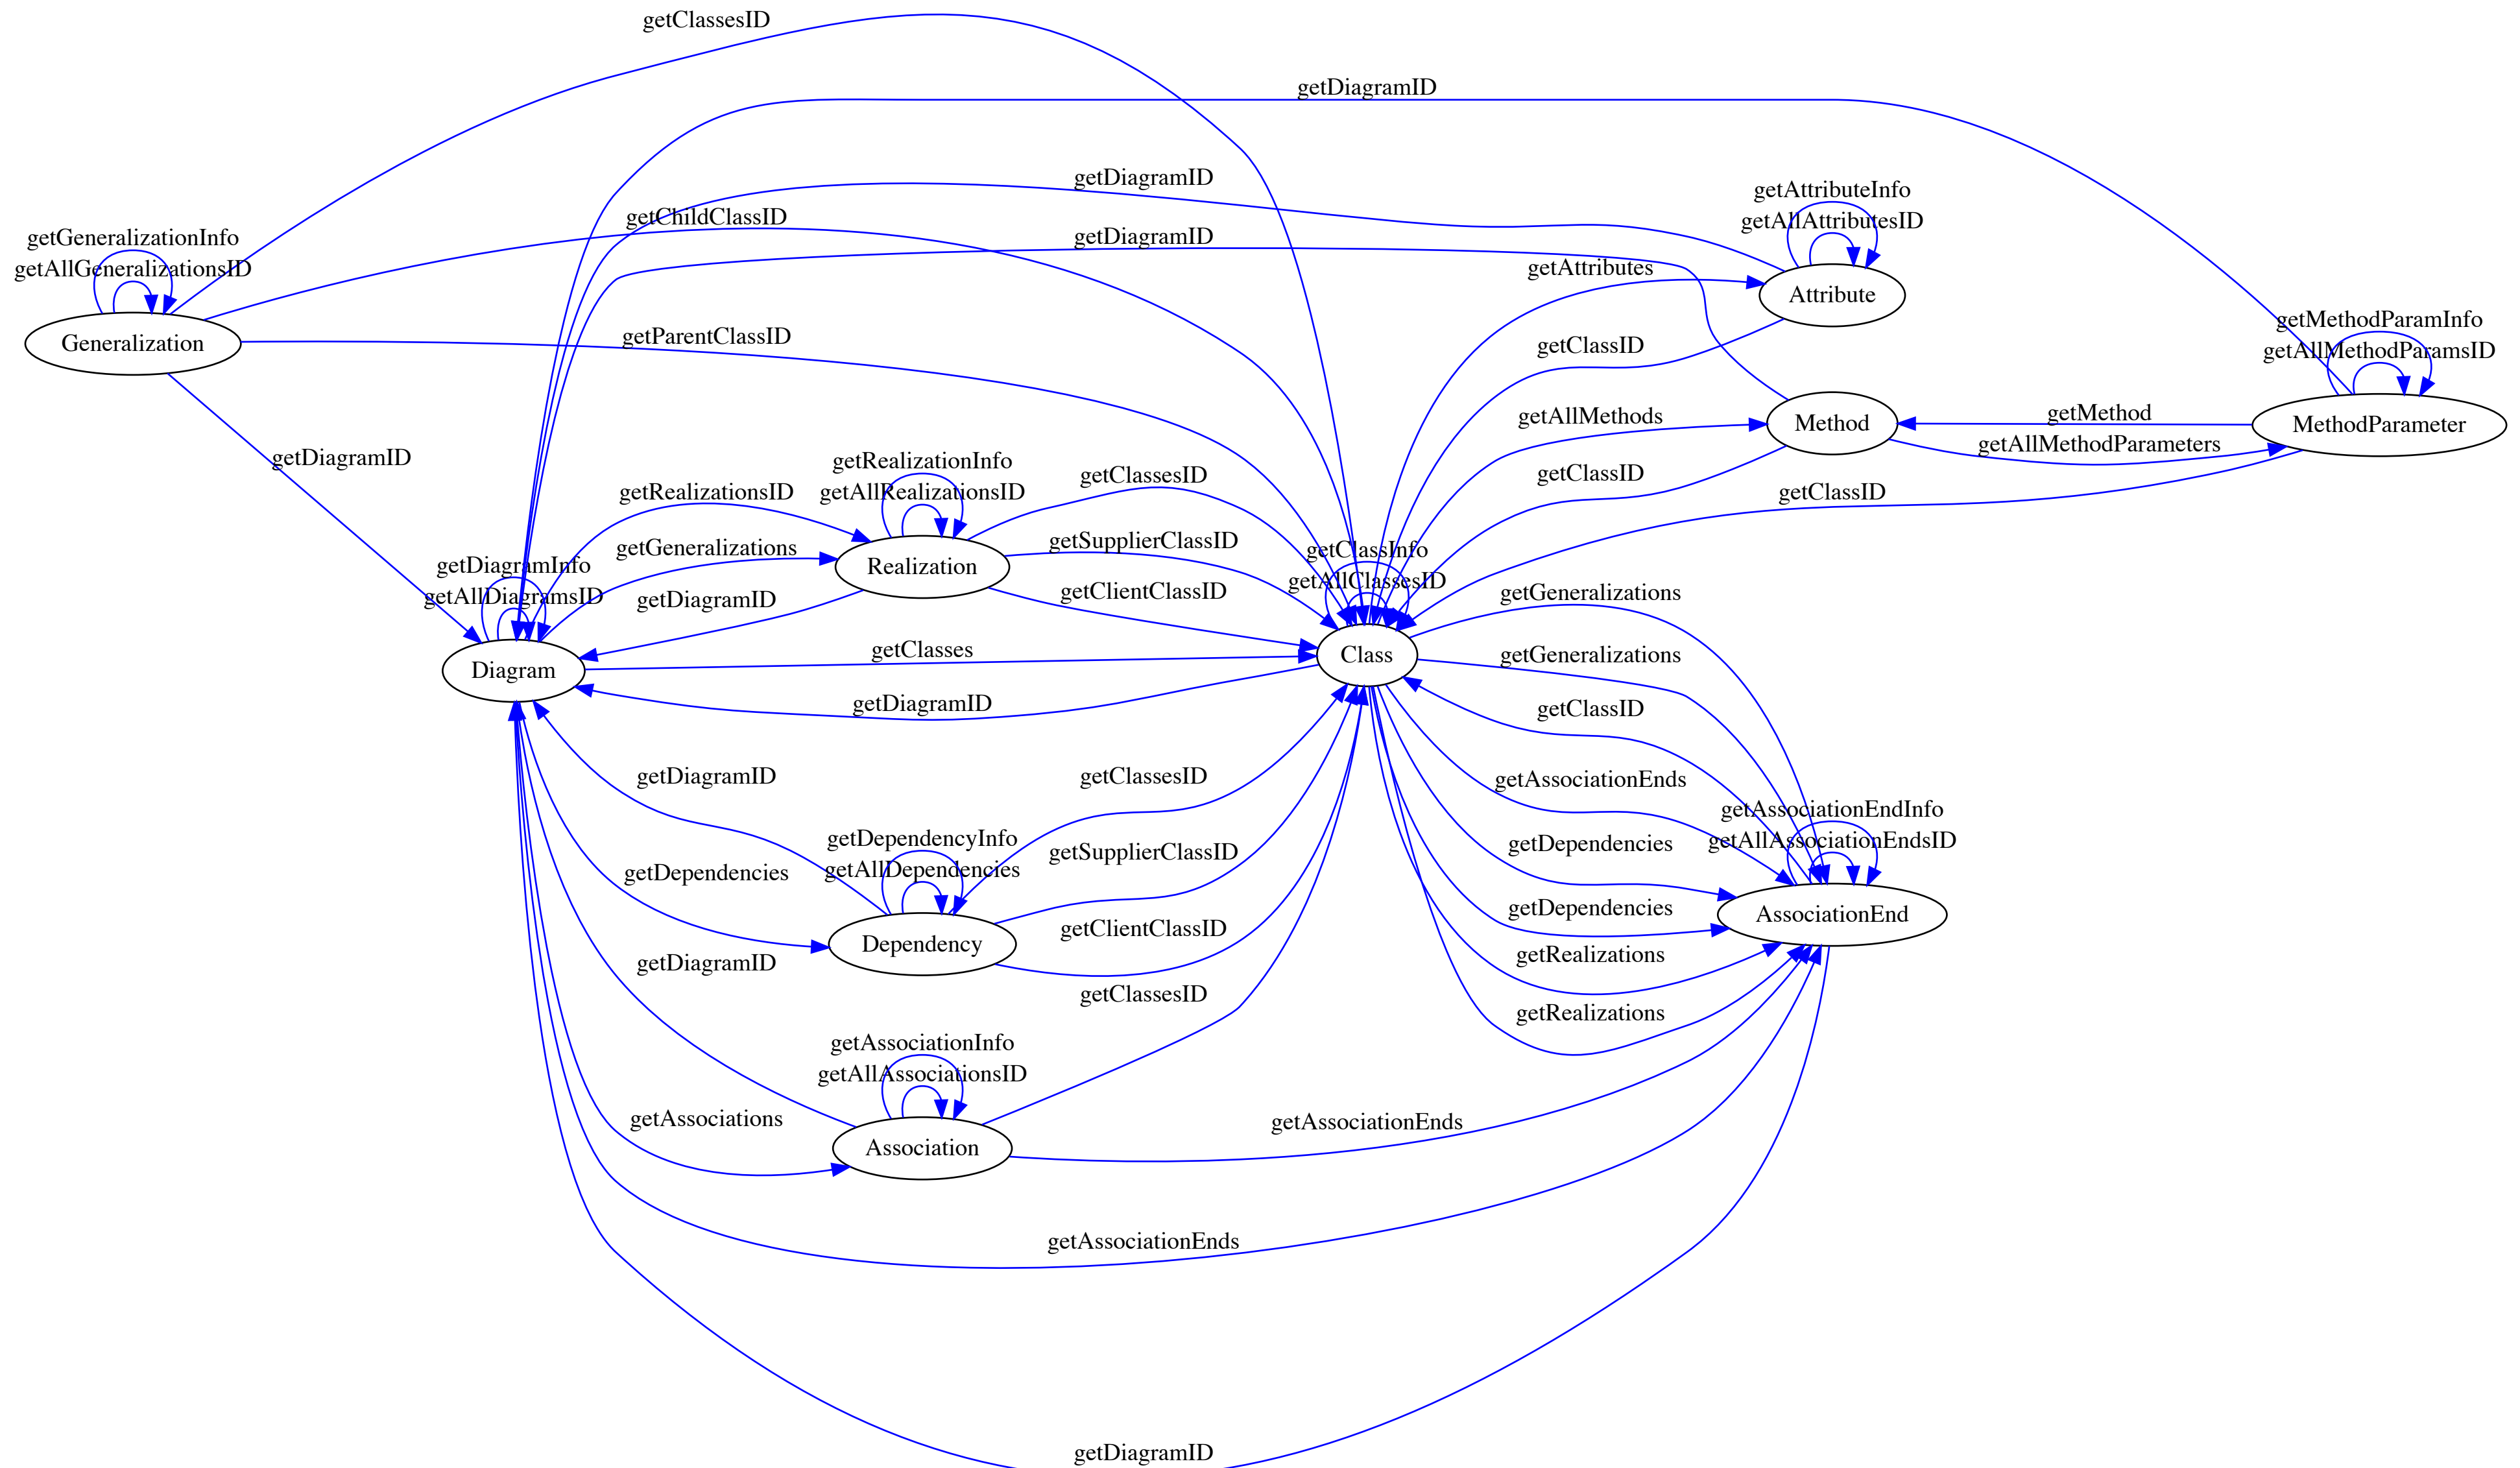 getClassesID
getDiagramID
getDiagramID
getChildClassID
getDiagramID
getAttributeInfo
getAllAttributesID
getGeneralizationInfo
getAllGeneralizationsID
getAttributes
Attribute
Generalization
getParentClassID
getClassID
getMethodParamInfo
getAllMethodParamsID
getAllMethods
Method
getMethod
MethodParameter
getAllMethodParameters
getDiagramID
getRealizationInfo
getRealizationsID
getAllRealizationsID
getClassesID
getClassID
getClassID
getGeneralizations
getSupplierClassID
getClassInfo
Realization
getDiagramInfo
getAllDiagramsID
getAllClassesID
getDiagramID
getClientClassID
getGeneralizations
getClasses
Class
getGeneralizations
Diagram
getDiagramID
getClassID
getDiagramID
getClassesID
getAssociationEnds
getAssociationEndInfo
getAllAssociationEndsID
getDependencyInfo
getAllDependencies
getDependencies
getSupplierClassID
getDependencies
getDependencies
AssociationEnd
getClientClassID
Dependency
getDiagramID
getRealizations
getClassesID
getRealizations
getAssociationInfo
getAllAssociationsID
getAssociations
Association
getAssociationEnds
getAssociationEnds
getDiagramID